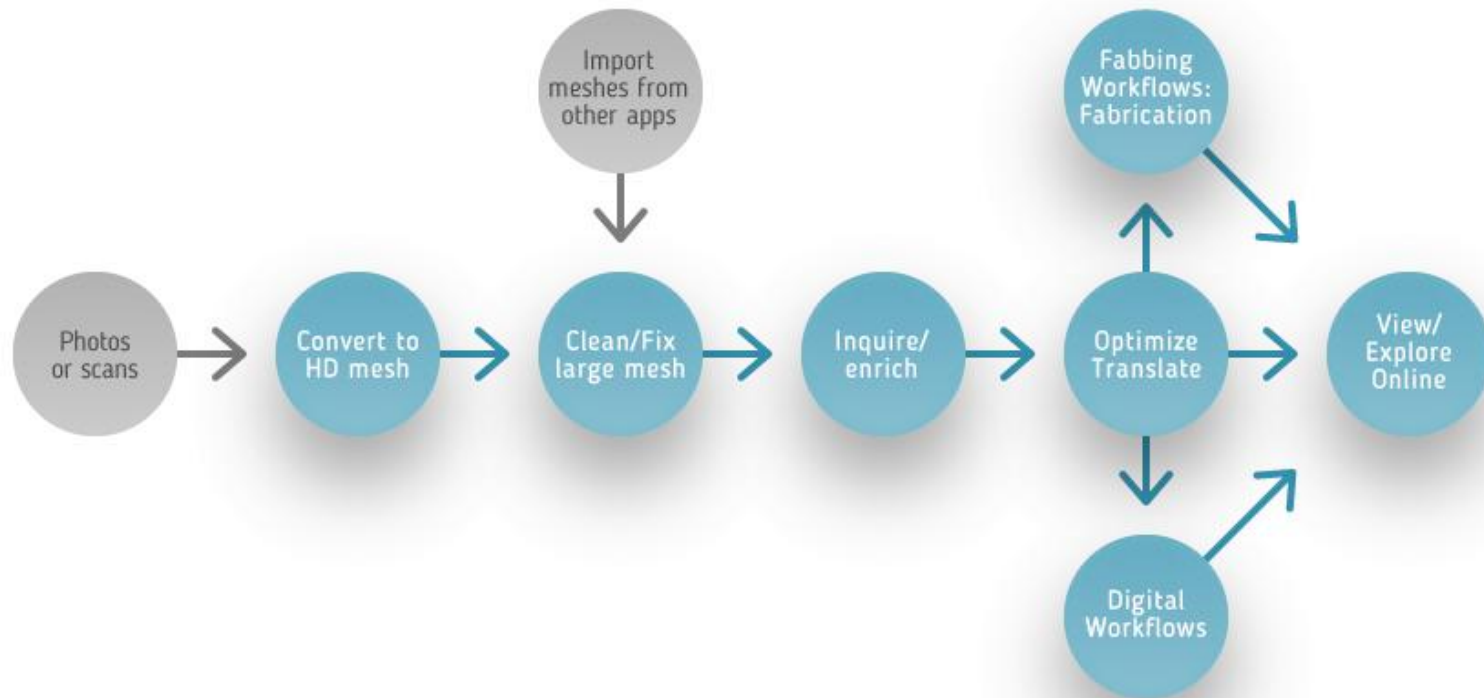 Import
meshes from
other apps
Fabbing
Workflows:
Fabrication
Photos
or scans
Convert to
HD mesh
Clean/Fix
large mesh
Inquire/
enrich
Optimize
Translate
View/
Explore
Online
Digital
Workflows